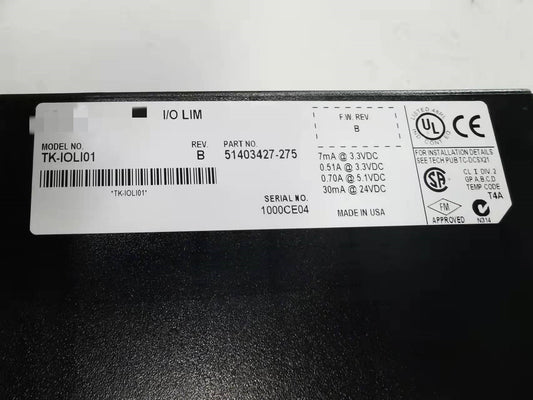 I/O LIM
MODEL NO.
TK-IOLI01
REV.
B
PART NO.
51403427-275
*TK-IOLI01*
SERIAL NO.
1000CE04
F.W. REV
B
7mA @ 3.3VDC
0.51A @ 3.3VDC
0.70A @ 5.1VDC
30mA @ 24VDC
MADE IN USA
UL
FOR INSTALLATION DETAILS
SEE TECH PUB TC-DCSX21
CL I DIV. 2
GP A,B,C,D
TEMP CODE
T4A
FM
APPROVED
N314